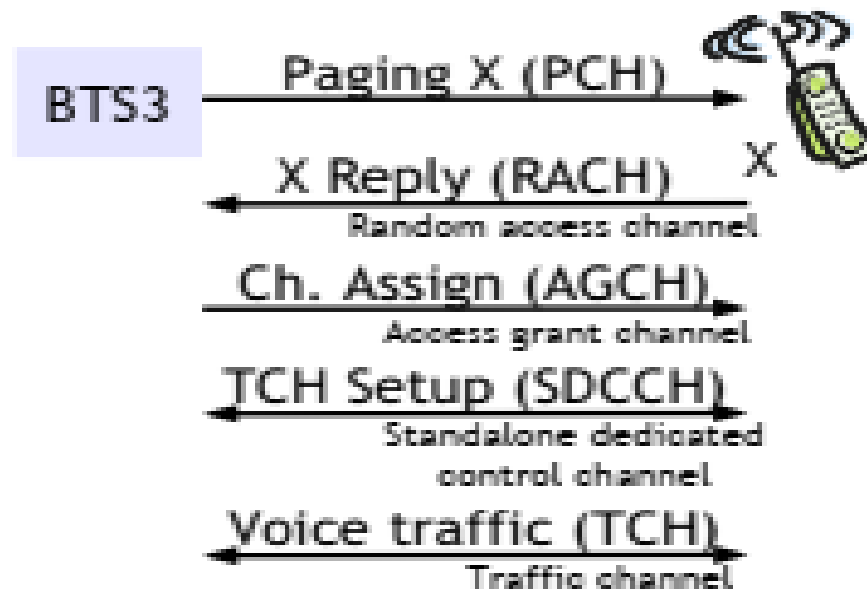 Paging X (PCH)
BTS3
X
X Reply (RACH)
Random access channel
Ch. Assign (AGCH)
Access grant channel
TCH Setup (SDCCH)
Standalone dedicated
control channel
Voice traffic (TCH)
Traffic channel